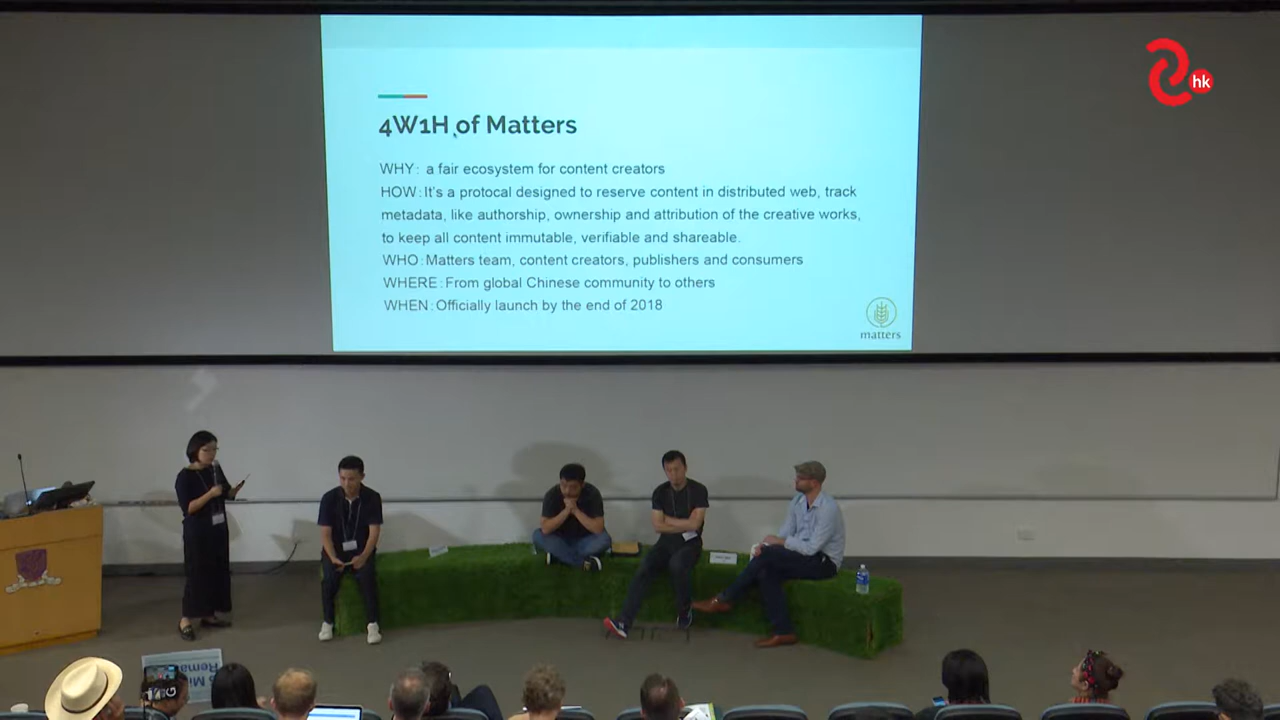 hk
4W1H of Matters
WHY: a fair ecosystem for content creators
HOW: It's a protocal designed to reserve content in distributed web, track
metadata, like authorship, ownership and attribution of the creative works,
to keep all content immutable, verifiable and shareable.
WHO: Matters team, content creators, publishers and consumers
WHERE: From global Chinese community to others
WHEN: Officially launch by the end of 2018
matters